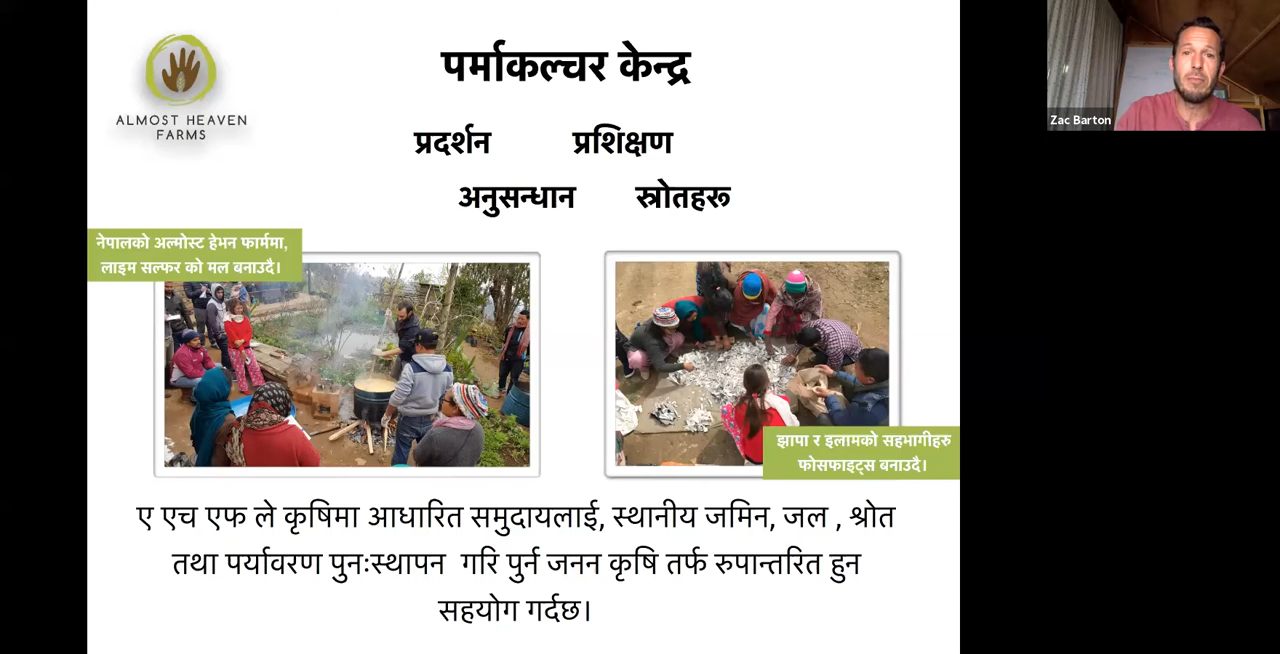 ALMOST HEAVEN
FARMS
पर्माकल्चर केन्द्र
प्रदर्शन प्रशिक्षण
अनुसन्धान स्रोतहरू
नेपालको अल्मोस्ट हेभन फार्ममा,
लाइम सल्फर को मल बनाउदै।
झापा र इलामको सहभागीहरु
फोसफाइट्स बनाउदै।
ए एच एफ ले कृषिमा आधारित समुदायलाई, स्थानीय जमिन, जल , श्रोत
तथा पर्यावरण पुनःस्थापन गरि पुर्न जनन कृषि तर्फ रुपान्तरित हुन
सहयोग गर्दछ।
Zac Barton